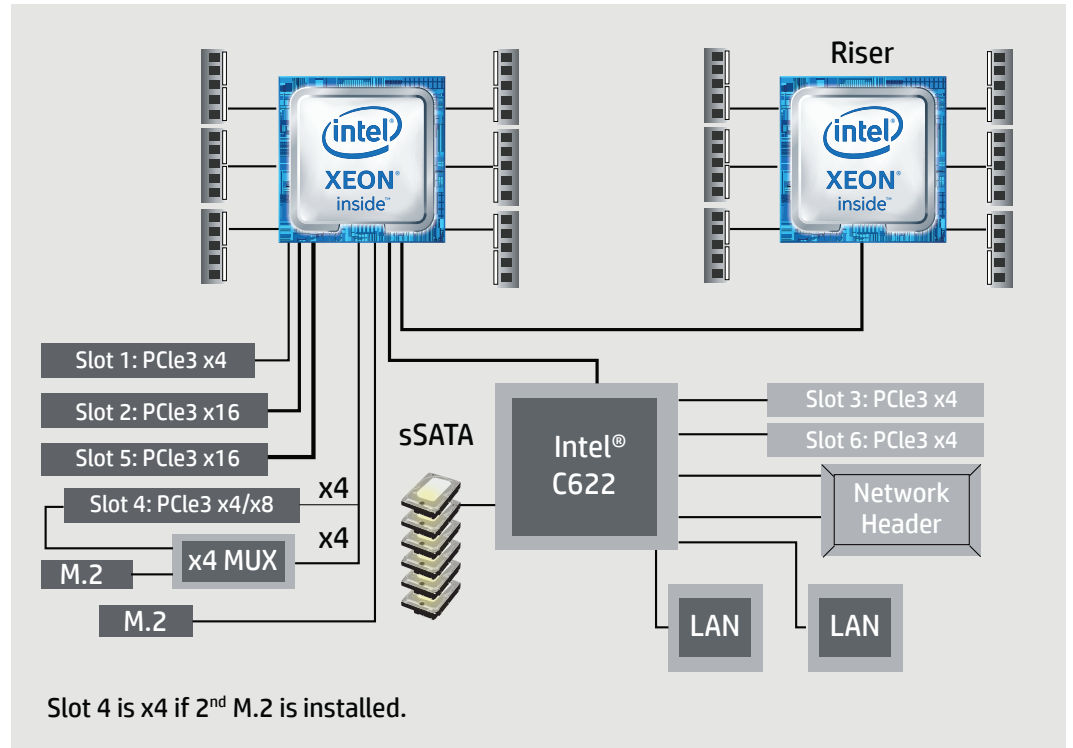 Riser
intel®
XEON®
inside™
intel®
XEON®
inside™
Slot 1: PCIe3 x4
Slot 2: PCIe3 x16
Slot 5: PCIe3 x16
Slot 4: PCIe3 x4/x8
x4
x4
x4 MUX
M.2
M.2
sSATA
Intel®
C622
Slot 3: PCIe3 x4
Slot 6: PCIe3 x4
Network
Header
LAN
LAN
Slot 4 is x4 if 2nd M.2 is installed.